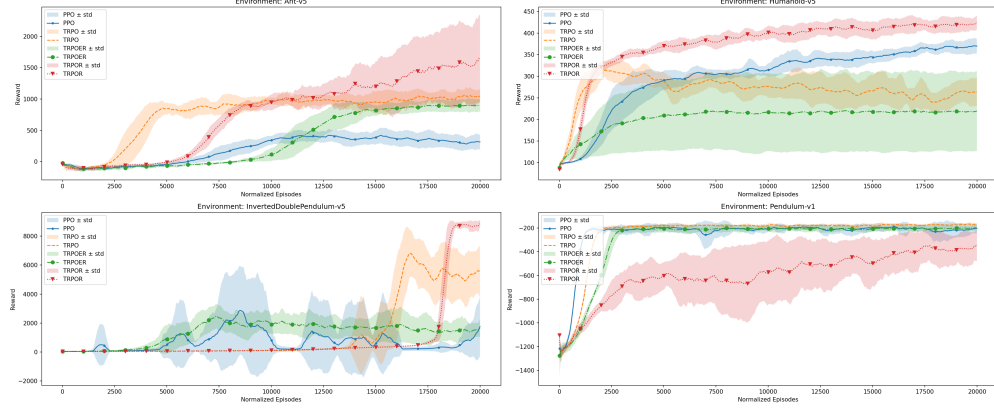 Environment: Ant-v5
PPO ± std
PPO
TRPO ± std
TRPO
TRPOER ± std
TRPOER
TRPOR ± std
TRPOR
Reward
2000
1500
1000
500
0
0 2500 5000 7500 10000 12500 15000 17500 20000
Normalized Episodes
Environment: Humanoid-v5
PPO ± std
PPO
TRPO ± std
TRPO
TRPOER ± std
TRPOER
TRPOR ± std
TRPOR
Reward
450
400
350
300
250
200
150
100
0 2500 5000 7500 10000 12500 15000 17500 20000
Normalized Episodes
Environment: InvertedDoublePendulum-v5
PPO ± std
PPO
TRPO ± std
TRPO
TRPOER ± std
TRPOER
TRPOR ± std
TRPOR
Reward
8000
6000
4000
2000
0
−2000
0 2500 5000 7500 10000 12500 15000 17500 20000
Normalized Episodes
Environment: Pendulum-v1
PPO ± std
PPO
TRPO ± std
TRPO
TRPOER ± std
TRPOER
TRPOR ± std
TRPOR
Reward
−200
−400
−600
−800
−1000
−1200
−1400
0 2500 5000 7500 10000 12500 15000 17500 20000
Normalized Episodes